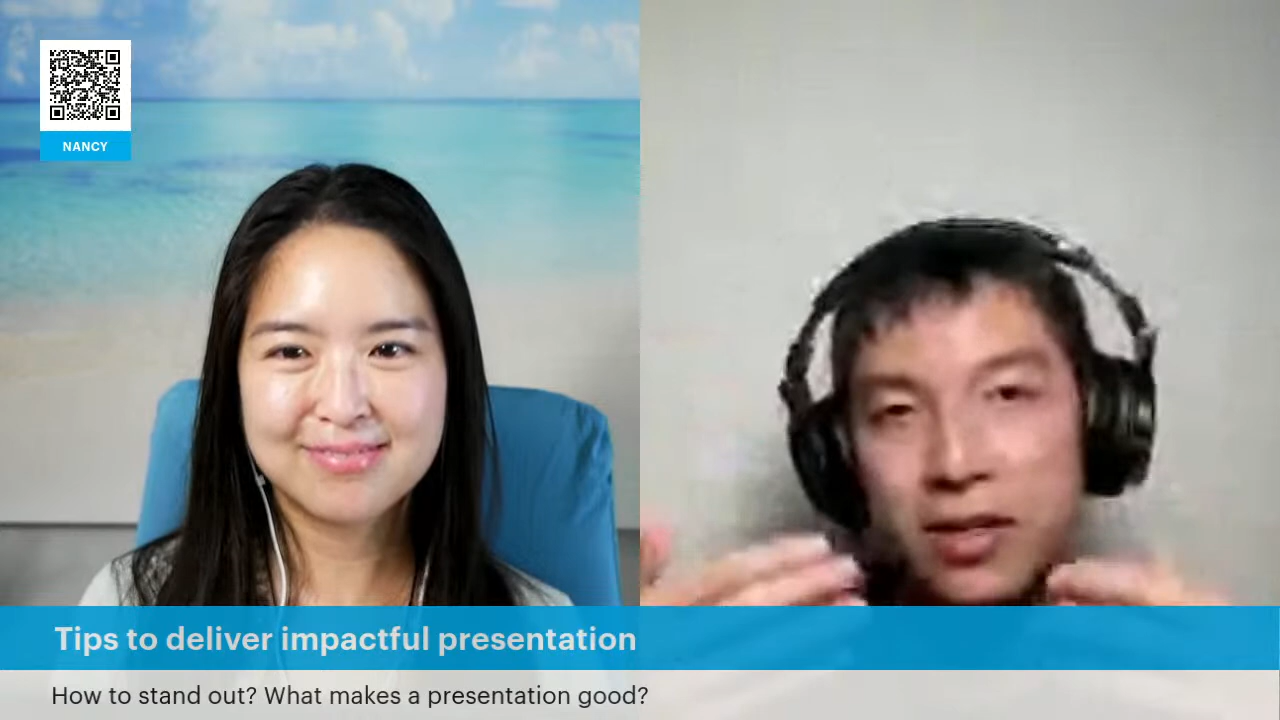 NANCY
Tips to deliver impactful presentation
How to stand out? What makes a presentation good?